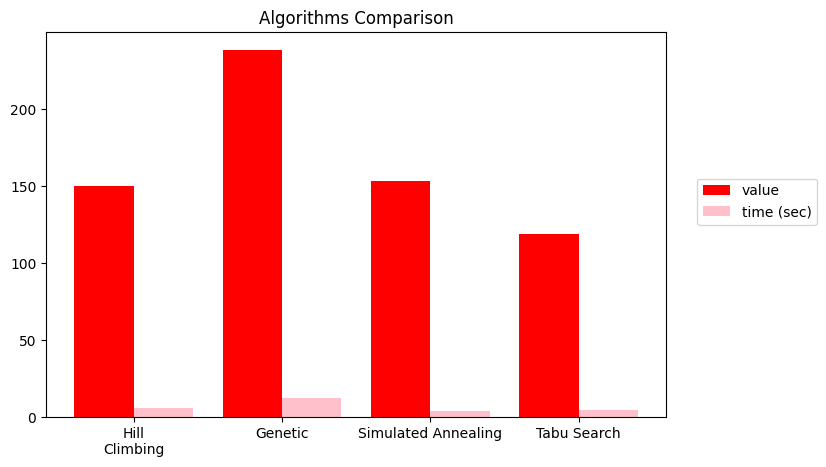 Algorithms Comparison
200
150
100
50
0
Hill
Climbing
Genetic
Simulated Annealing
Tabu Search
value
time (sec)